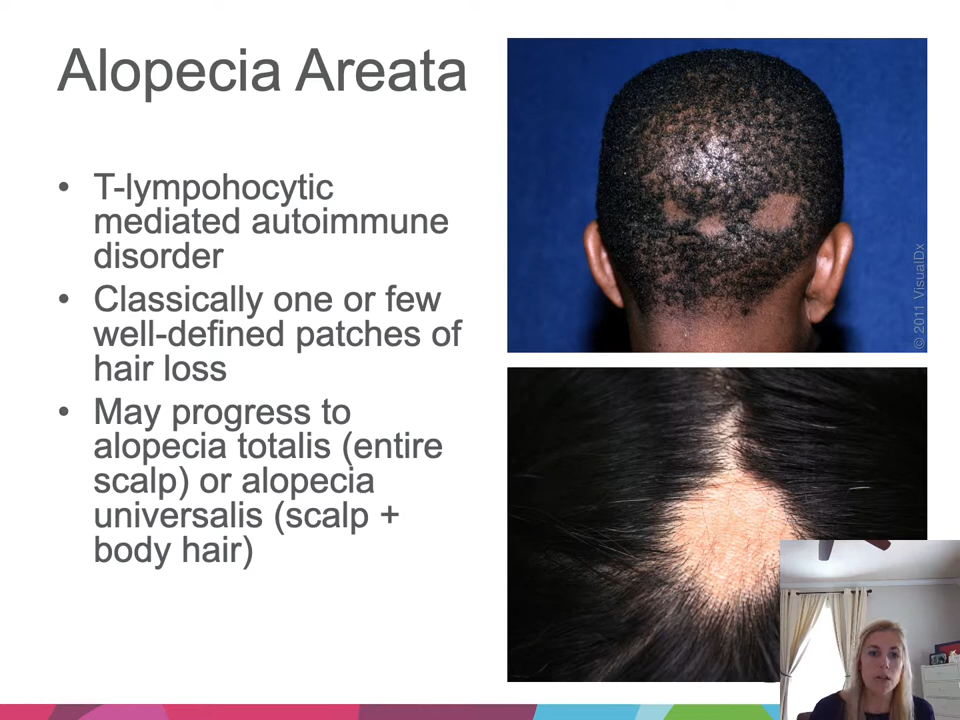 Alopecia Areata
• T-lympohocytic
mediated autoimmune
disorder
• Classically one or few
well-defined patches of
hair loss
• May progress to
alopecia totalis (entire
scalp) or alopecia
universalis (scalp +
body hair)
© 2011 VisualDx